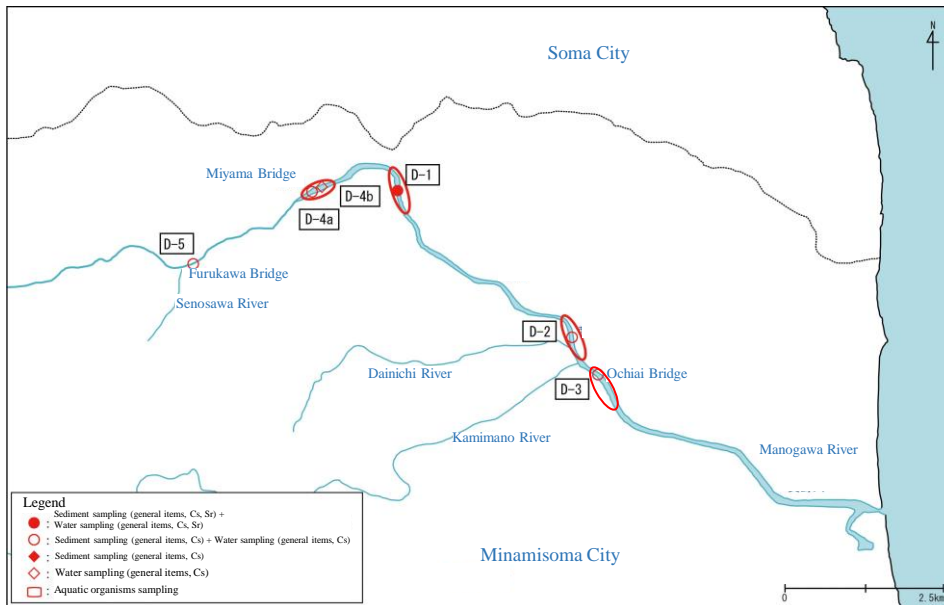 N
4
Soma City
Miyama Bridge
D-1
D-4b
D-4a
D-5
Furukawa Bridge
Senosawa River
D-2
Dainichi River
Ochiai Bridge
D-3
Kamimano River
Manogawa River
Minamisoma City
Legend
Sediment sampling (general items, Cs, Sr) +
: Water sampling (general items, Cs, Sr)
: Sediment sampling (general items, Cs) + Water sampling (general items, Cs)
: Sediment sampling (general items, Cs)
: Water sampling (general items, Cs)
: Aquatic organisms sampling
0 2.5km